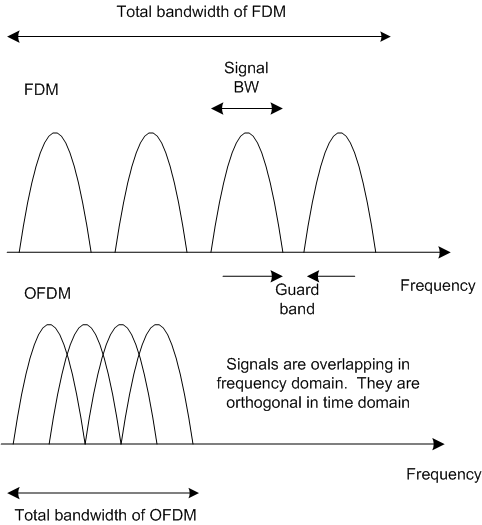 Total bandwidth of FDM
Signal
BW
FDM
Frequency
Guard
band
OFDM
Signals are overlapping in
frequency domain.  They are
orthogonal in time domain
Frequency
Total bandwidth of OFDM